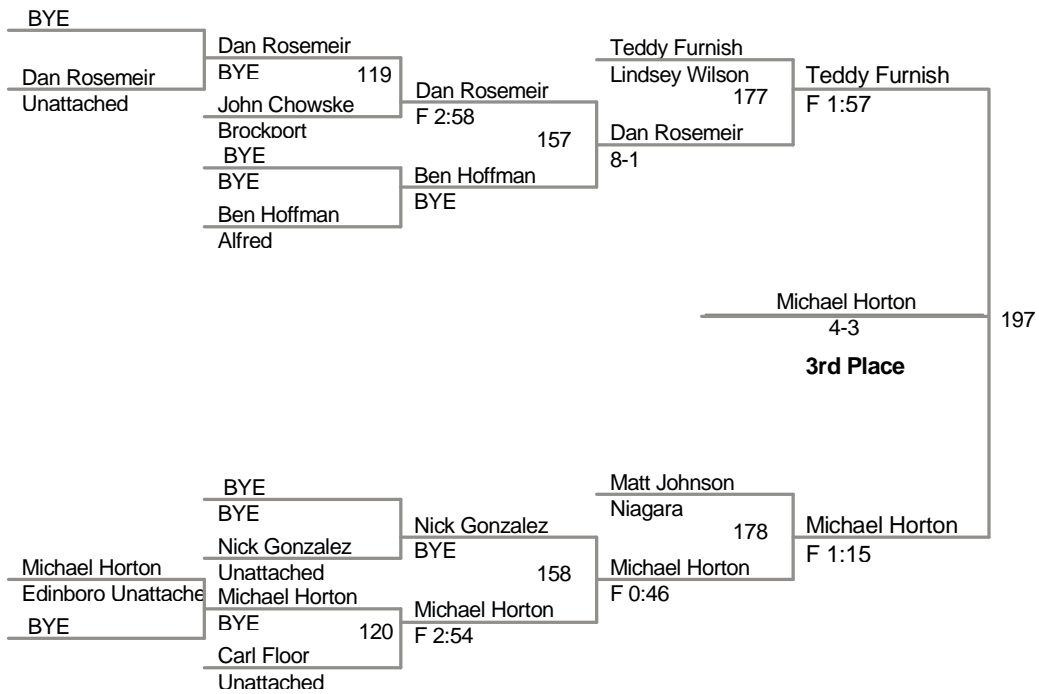 BYE
Dan Rosemeir
Unattached
Dan Rosemeir
BYE
119
John Chowske
Brockport
BYE
BYE
Ben Hoffman
Alfred
Dan Rosemeir
F 2:58
157
Ben Hoffman
BYE
Teddy Furnish
Lindsey Wilson
177
Dan Rosemeir
8-1
Teddy Furnish
F 1:57
Michael Horton
4-3
3rd Place
197
BYE
BYE
Nick Gonzalez
Unattached
Michael Horton
Edinboro Unattache
BYE
Michael Horton
BYE
120
Carl Floor
Unattached
Nick Gonzalez
BYE
158
Michael Horton
F 2:54
Matt Johnson
Niagara
178
Michael Horton
F 0:46
Michael Horton
F 1:15